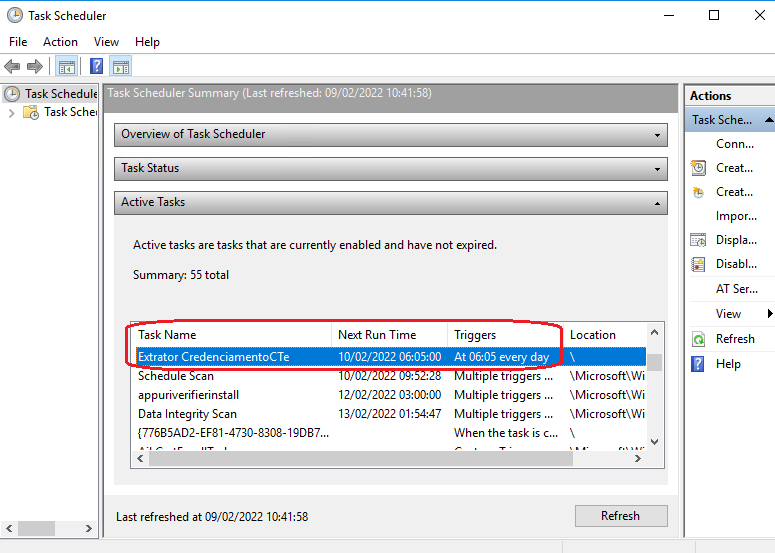 Task Scheduler
File Action View Help
Task Schedule
Task Sche
Task Scheduler Summary (Last refreshed: 09/02/2022 10:41:58)
Overview of Task Scheduler
Task Status
Active Tasks
Active tasks are tasks that are currently enabled and have not expired.
Summary: 55 total
Task Name Next Run Time Triggers Location
Extrator CredenciamentoCTe 10/02/2022 06:05:00 At 06:05 every day \
Schedule Scan 10/02/2022 09:52:28 Multiple triggers ... \Microsoft\Wi
appuriverifierinstall 12/02/2022 03:00:00 Multiple triggers ... \Microsoft\Wi
Data Integrity Scan 13/02/2022 01:54:47 Multiple triggers ... \Microsoft\Wi
{776B5AD2-EF81-4730-8308-19DB7... When the task is c... \
Last refreshed at 09/02/2022 10:41:58
Refresh
Actions
Task Sche...
Conn...
Creat...
Creat...
Impor...
Displa...
Disabl...
AT Ser...
View
Refresh
Help